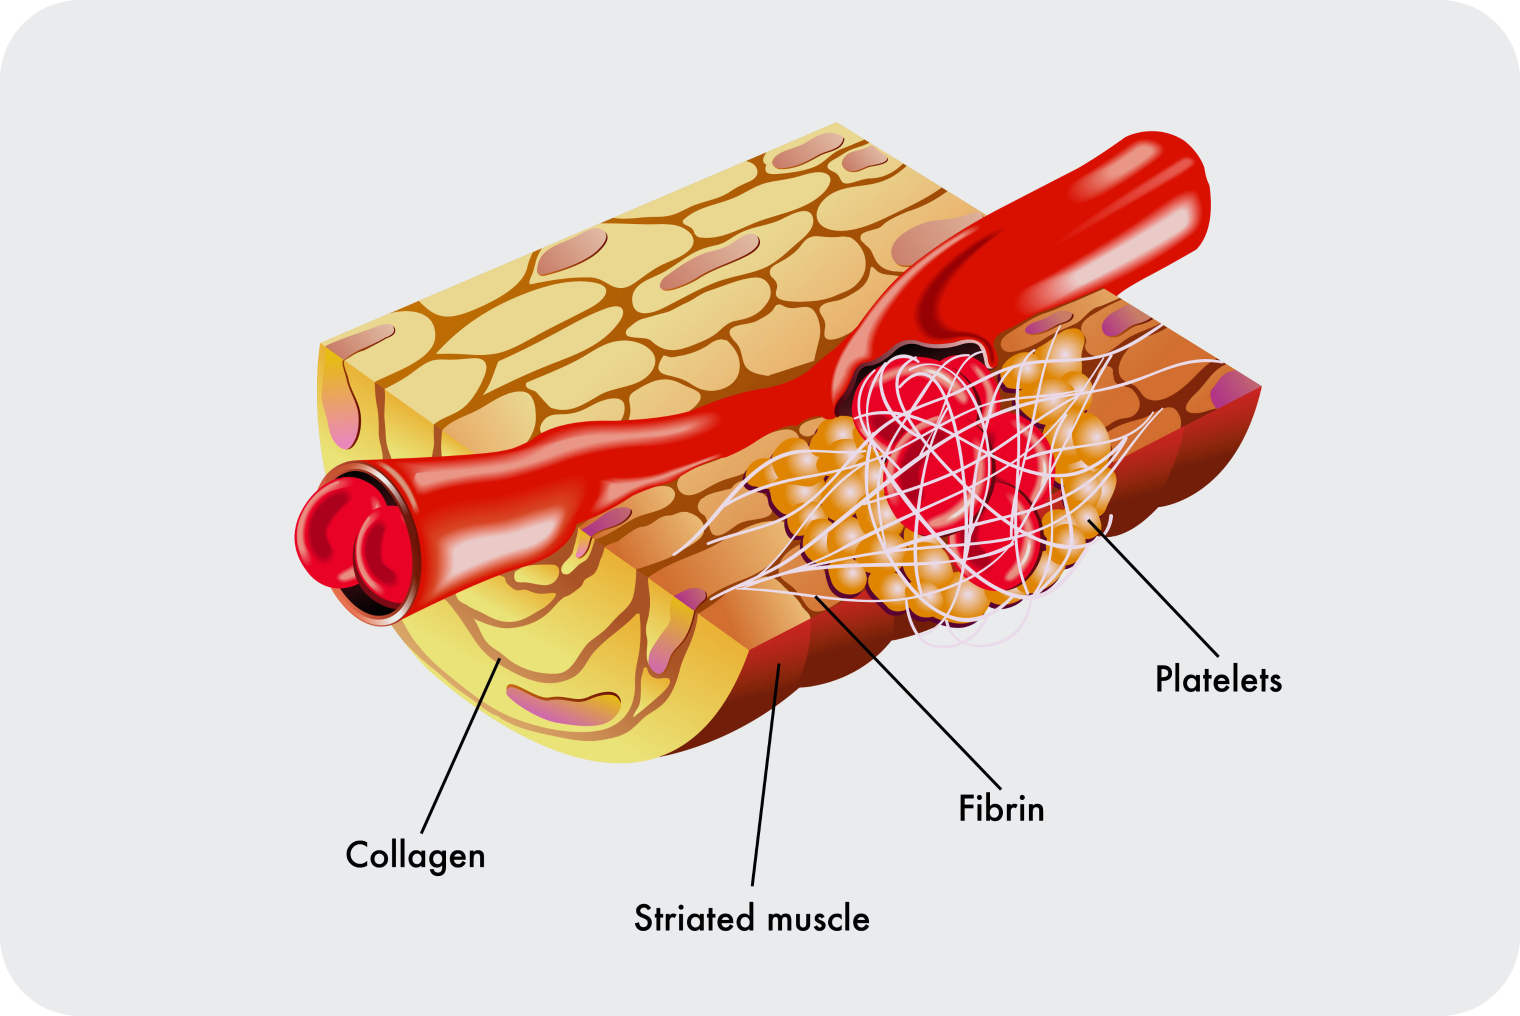 Platelets
Fibrin
Collagen
Striated muscle